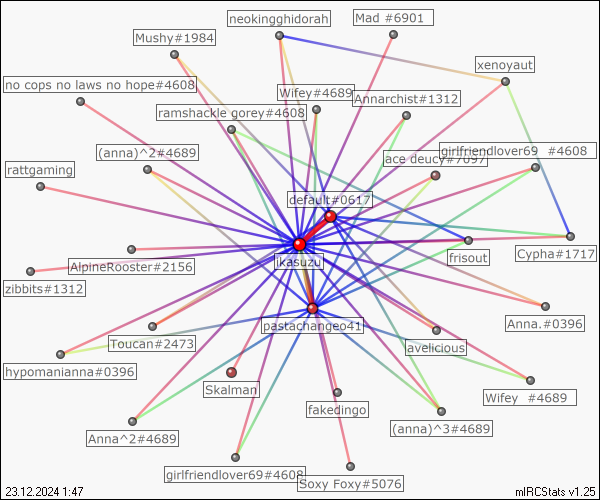 neokingghidorah
Mad #6901
Mushy#1984
xenoyaut
no cops no laws no hope#4608
Wifey#4689
Annarchist#1312
ramshackle gorey#4608
(anna)^2#4689
ace deucy#7097
girlfriendlover69 #4608
rattgaming
default#0617
ikasuzu
frisout
Cypha#1717
AlpineRooster#2156
zibbits#1312
Anna.#0396
pastachangeo41
Toucan#2473
avelicious
hypomanianna#0396
Skalman
fakedingo
Wifey #4689
(anna)^3#4689
Anna^2#4689
girlfriendlover69#4608
Soxy Foxy#5076
23.12.2024 1:47
mIRCStats v1.25